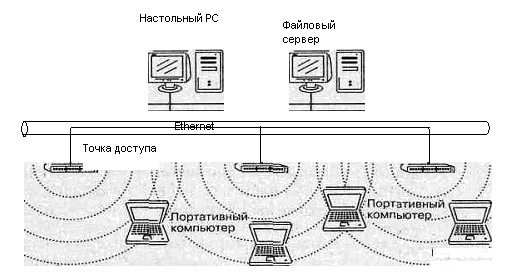 Настольный PC
Файловый
сервер
Ethernet
Точка доступа
Портативный
компьютер
Портативный
компьютер